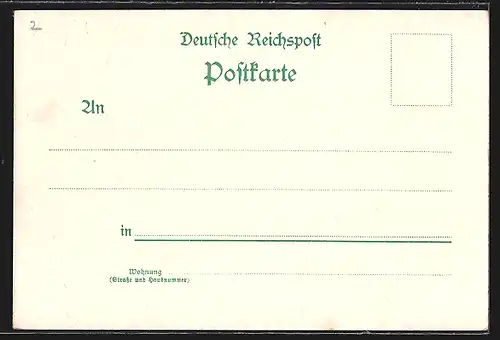 2
Deutsche Reichspost
Postkarte
An
in
Wohnung
(Straße und Hausnummer)